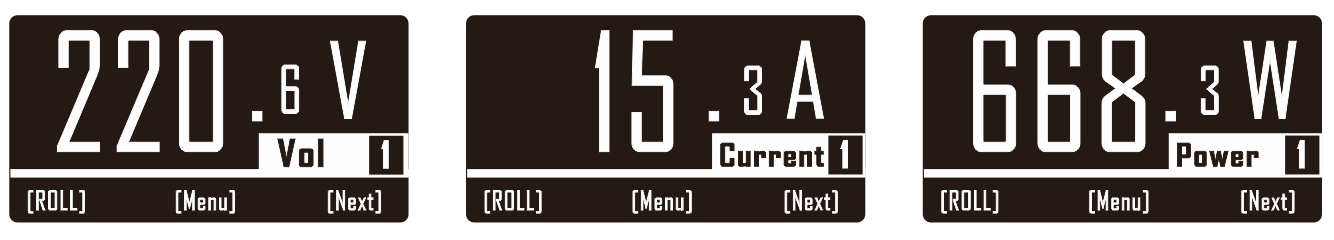 220.6 V
Vol 1
[ROLL] [Menu] [Next]
15.3 A
Current 1
[ROLL] [Menu] [Next]
668.3 W
Power 1
[ROLL] [Menu] [Next]